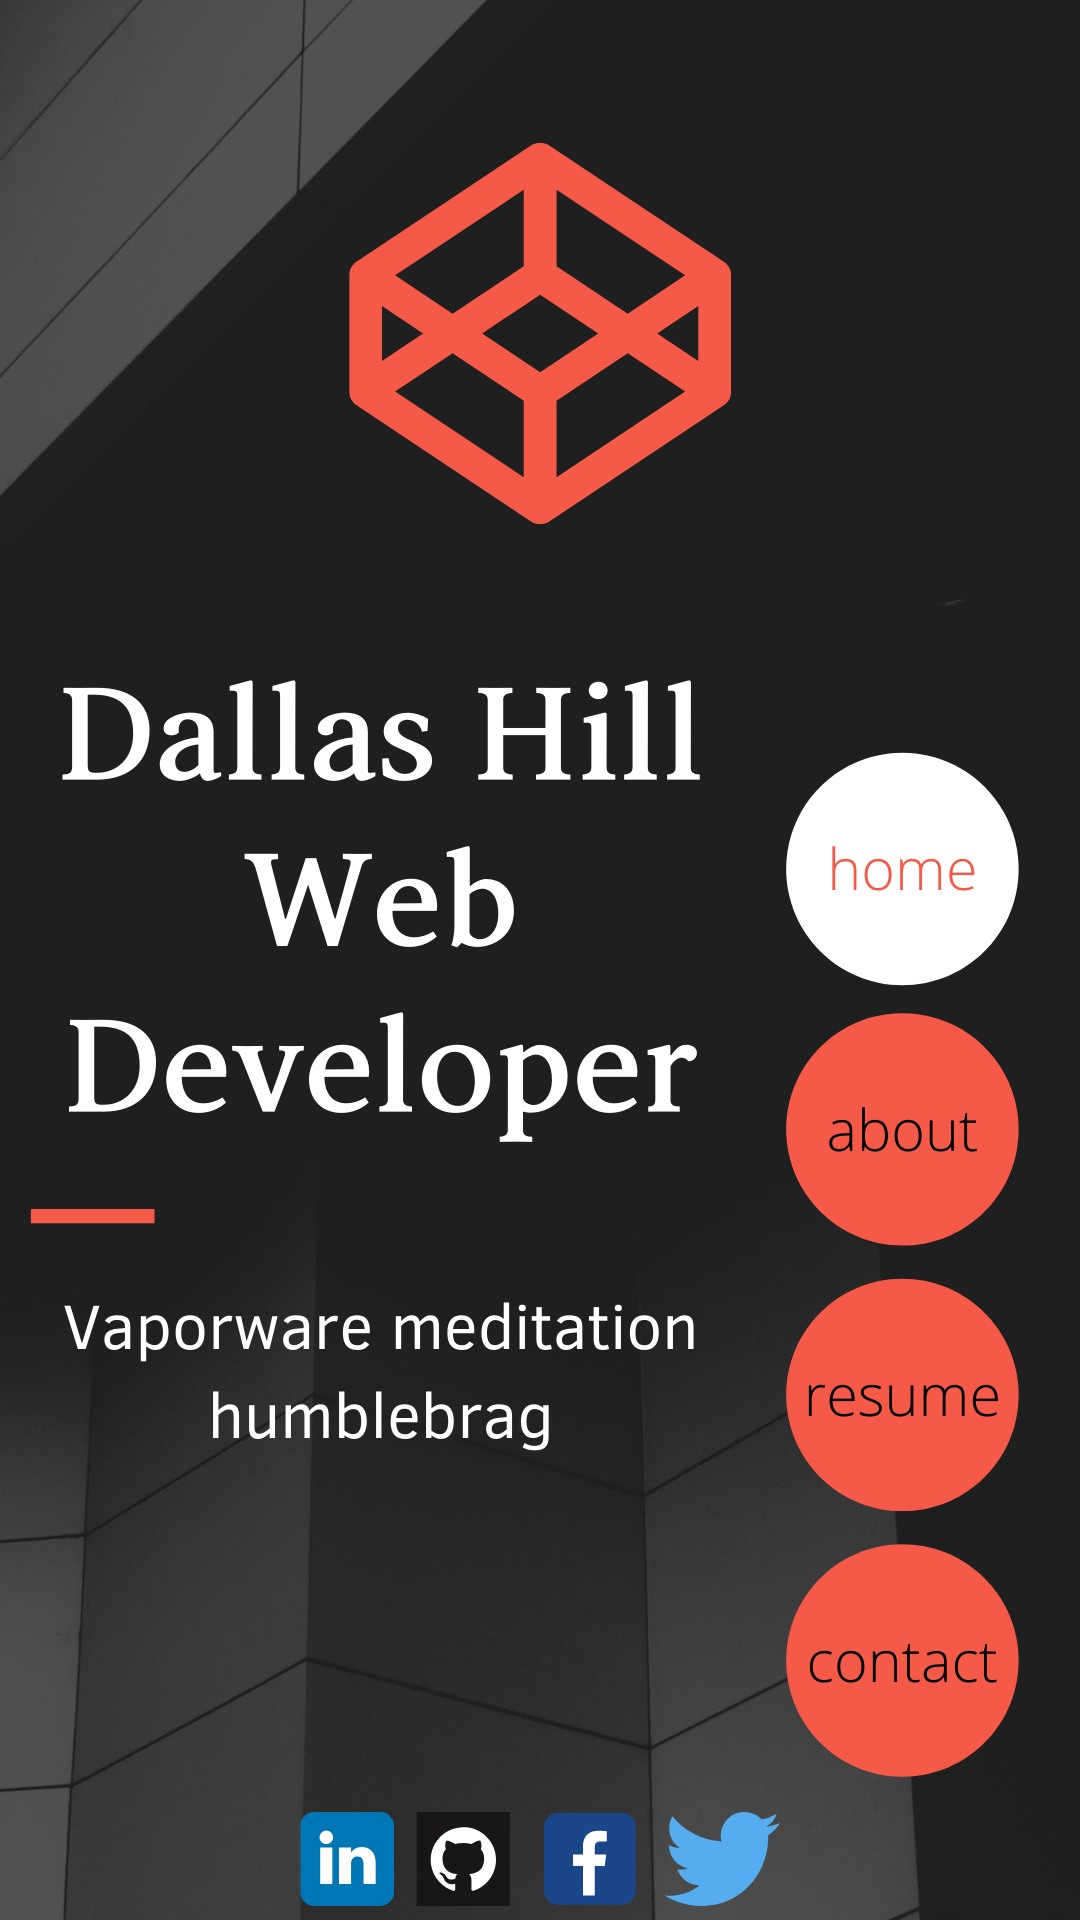 Dallas Hill
Web
Developer
Vaporware meditation
humblebrag
home
about
resume
contact
in
f